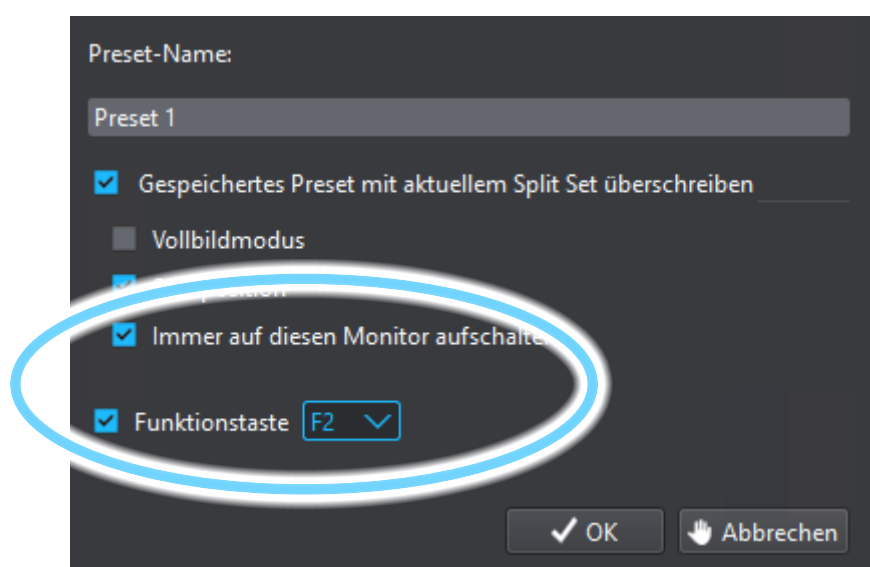 Preset-Name:
Preset 1
Gespeichertes Preset mit aktuellem Split Set überschreiben
Vollbildmodus
Immer auf diesen Monitor aufschalten
Funktionstaste F2
OK Abbrechen